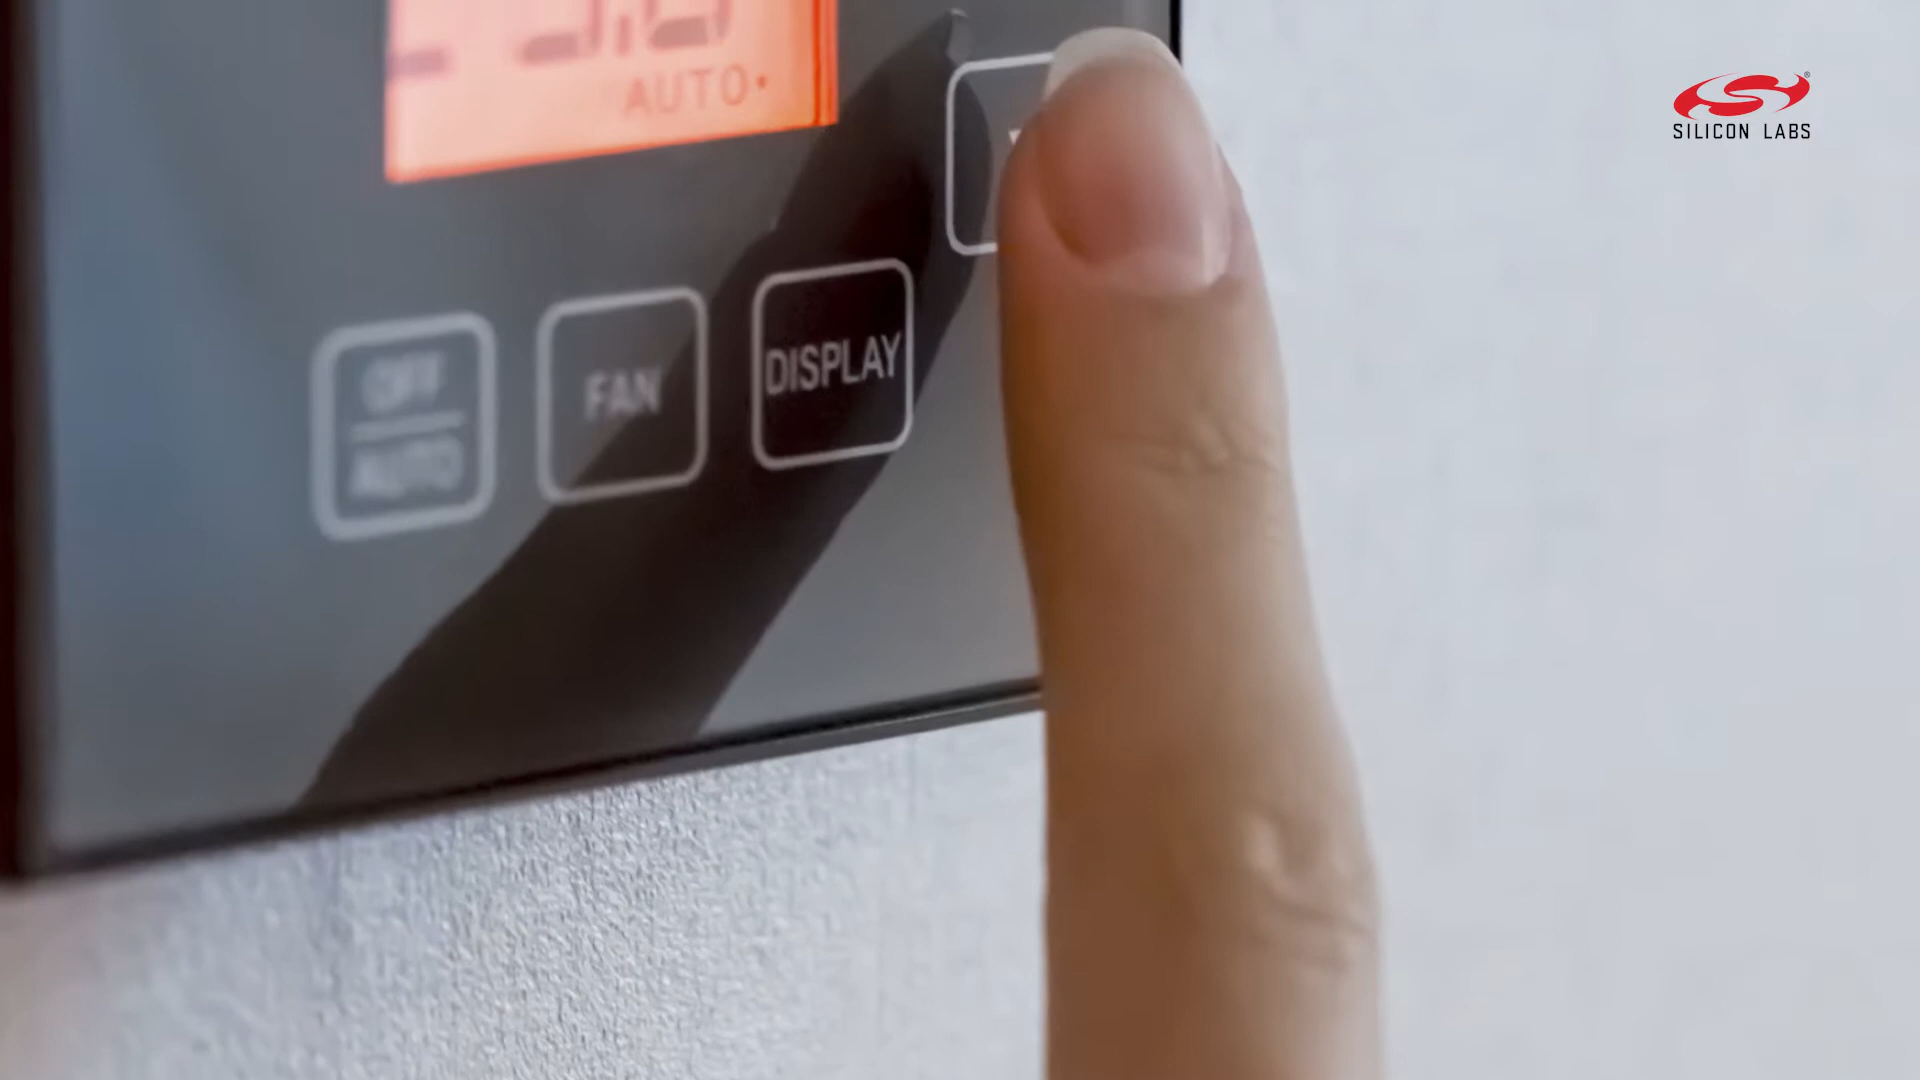 AUTO
SILICON LABS
OFF
AUTO
FAN
DISPLAY